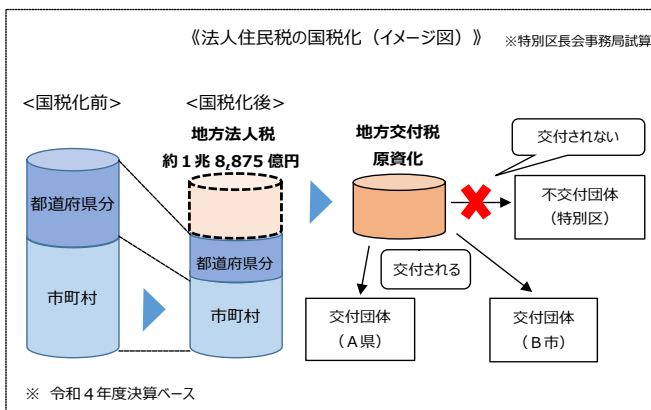 《法人住民税の国税化（イメージ図）》
※特別区長会事務局試算
<国税化前>
<国税化後>
地方法人税
約１兆 8,875 億円
都道府県分
市町村
都道府県分
市町村
地方交付税
原資化
交付されない
不交付団体
（特別区）
交付される
交付団体
（Ａ県）
交付団体
（Ｂ市）
※ 令和４年度決算ベース